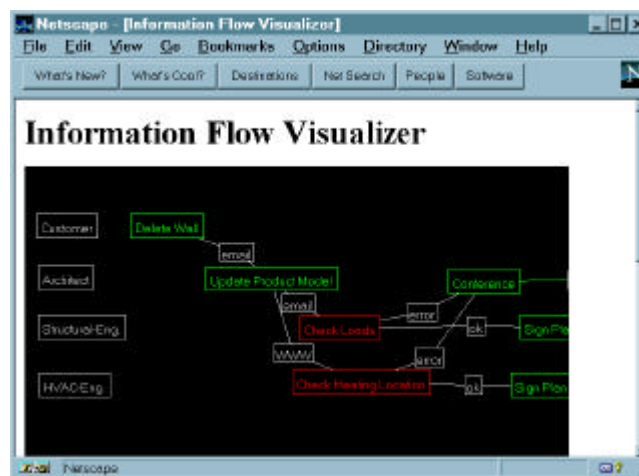 Netscape - [Information Flow Visualizer]
File Edit View Go Bookmarks Options Directory Window Help
What's New? What's Cool? Destinations Net Search People Software
Information Flow Visualizer
Customer Delete Wall
email
Architect Update Product Model Conference
email error
Structural-Eng. Check Loads ok Sign Plan
WWW error
HVAC-Eng. Check Heating Location ok Sign Plan
Netscape